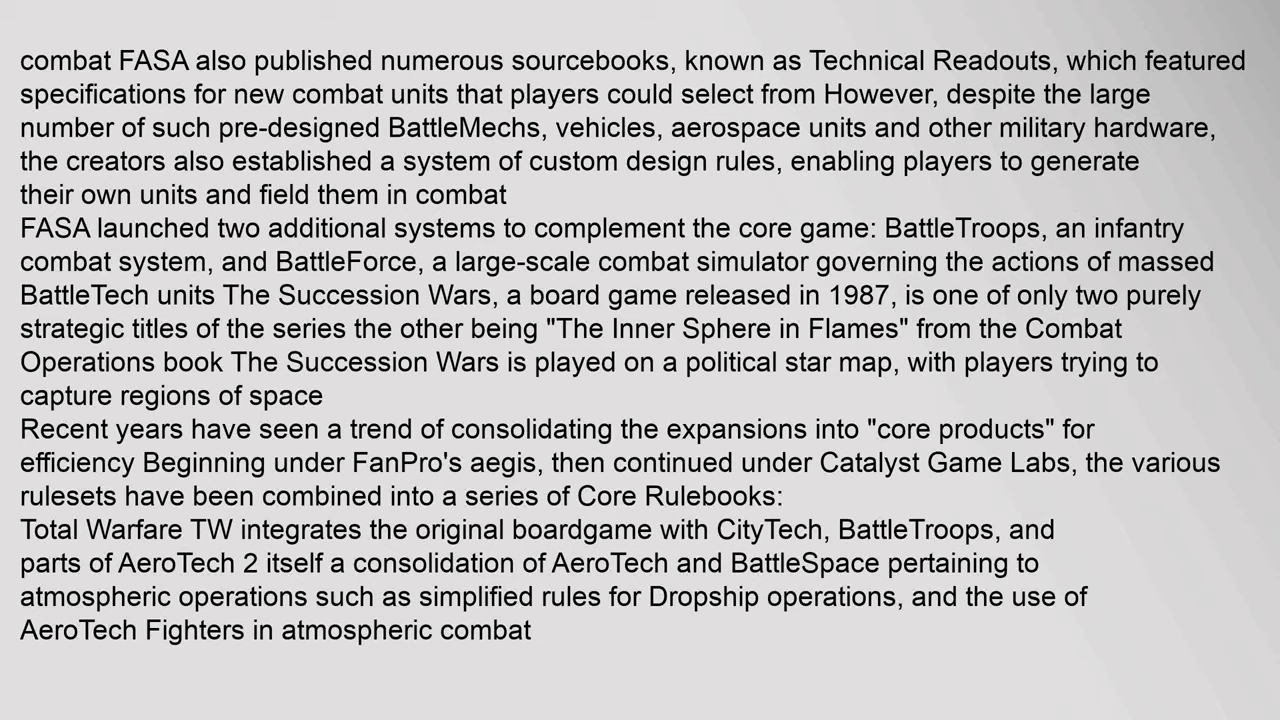 combat FASA also published numerous sourcebooks, known as Technical Readouts, which featured
specifications for new combat units that players could select from However, despite the large
number of such pre-designed BattleMechs, vehicles, aerospace units and other military hardware,
the creators also established a system of custom design rules, enabling players to generate
their own units and field them in combat
FASA launched two additional systems to complement the core game: BattleTroops, an infantry
combat system, and BattleForce, a large-scale combat simulator governing the actions of massed
BattleTech units The Succession Wars, a board game released in 1987, is one of only two purely
strategic titles of the series the other being "The Inner Sphere in Flames" from the Combat
Operations book The Succession Wars is played on a political star map, with players trying to
capture regions of space
Recent years have seen a trend of consolidating the expansions into "core products" for
efficiency Beginning under FanPro's aegis, then continued under Catalyst Game Labs, the various
rulesets have been combined into a series of Core Rulebooks:
Total Warfare TW integrates the original boardgame with CityTech, BattleTroops, and
parts of AeroTech 2 itself a consolidation of AeroTech and BattleSpace pertaining to
atmospheric operations such as simplified rules for Dropship operations, and the use of
AeroTech Fighters in atmospheric combat